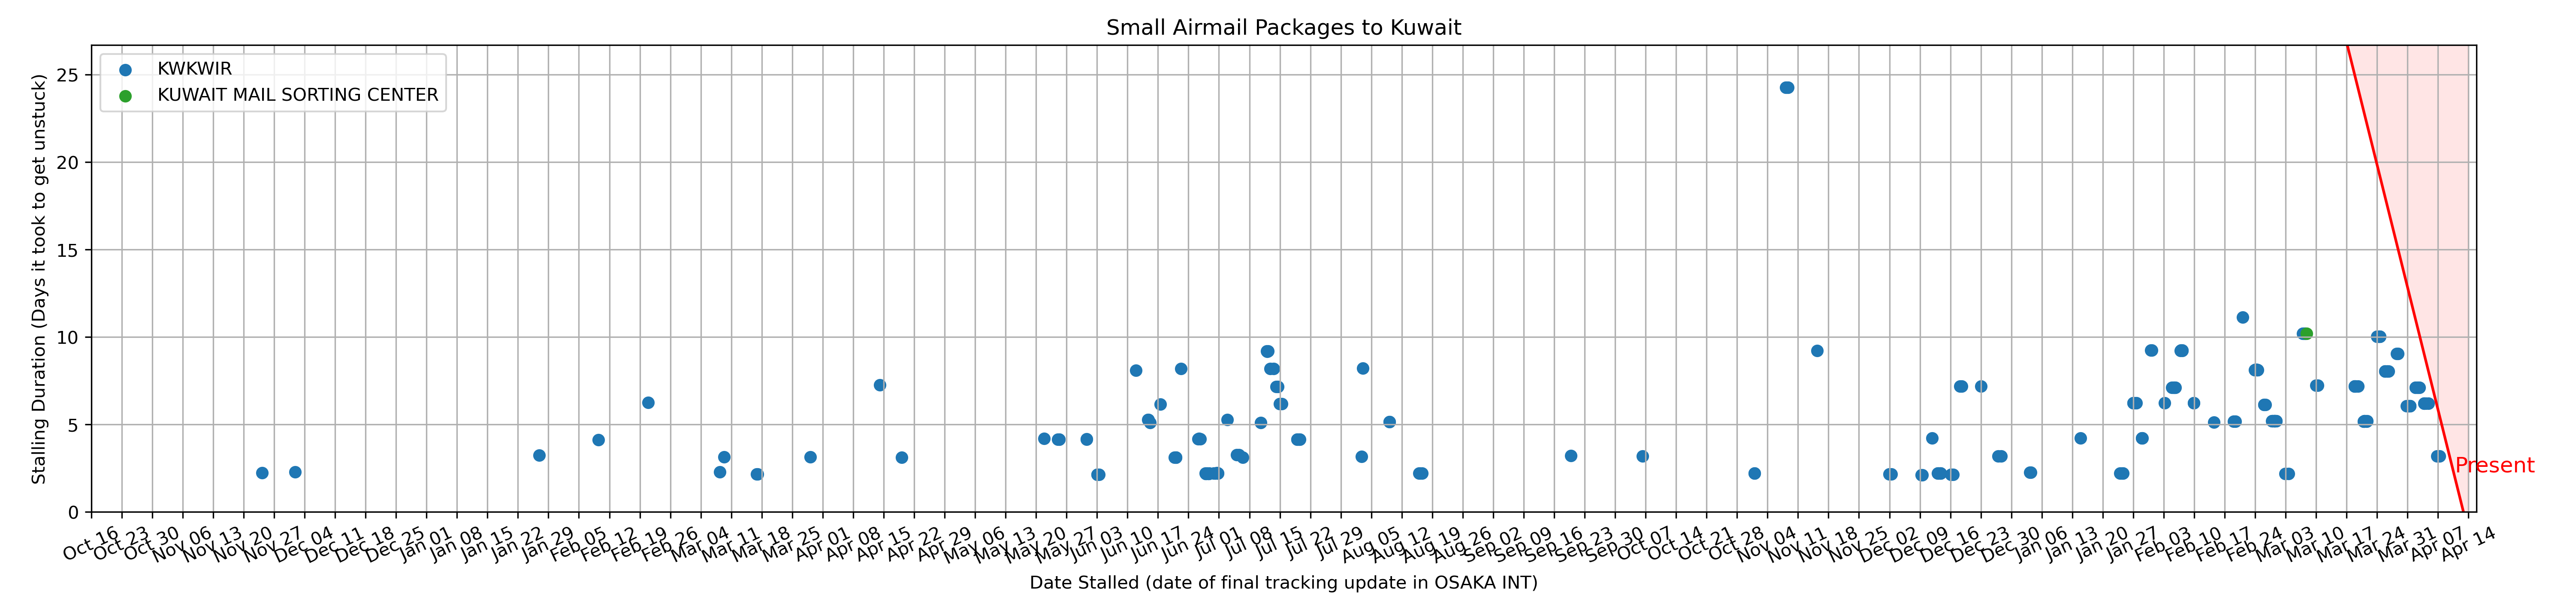 Small Airmail Packages to Kuwait
KWKWIR
KUWAIT MAIL SORTING CENTER
Stalling Duration (Days it took to get unstuck)
25
20
15
10
5
0
Present
Oct 16 Oct 23 Oct 30 Nov 06 Nov 13 Nov 20 Nov 27 Dec 04 Dec 11 Dec 18 Dec 25 Jan 01 Jan 08 Jan 15 Jan 22 Jan 29 Feb 05 Feb 12 Feb 19 Feb 26 Mar 04 Mar 11 Mar 18 Mar 25 Apr 01 Apr 08 Apr 15 Apr 22 Apr 29 May 06 May 13 May 20 May 27 Jun 03 Jun 10 Jun 17 Jun 24 Jul 01 Jul 08 Jul 15 Jul 22 Jul 29 Aug 05 Aug 12 Aug 19 Aug 26 Sep 02 Sep 09 Sep 16 Sep 23 Sep 30 Oct 07 Oct 14 Oct 21 Oct 28 Nov 04 Nov 11 Nov 18 Nov 25 Dec 02 Dec 09 Dec 16 Dec 23 Dec 30 Jan 06 Jan 13 Jan 20 Jan 27 Feb 03 Feb 10 Feb 17 Feb 24 Mar 03 Mar 10 Mar 17 Mar 24 Mar 31 Apr 07 Apr 14
Date Stalled (date of final tracking update in OSAKA INT)